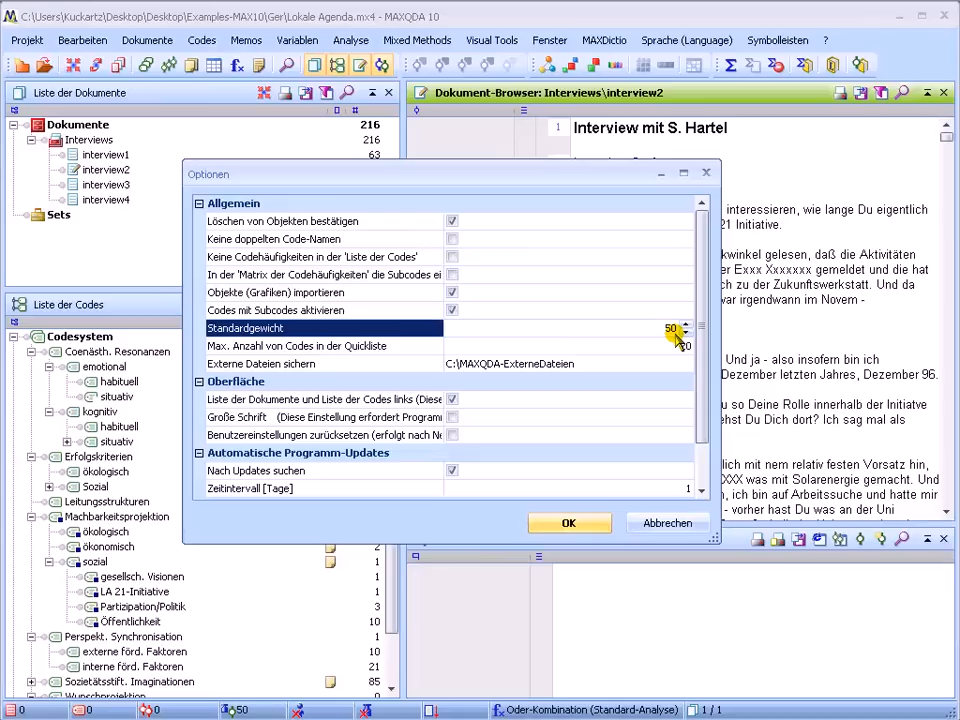 C:\Users\Kuckartz\Desktop\Desktop\Examples-MAX10\Ger\Lokale Agenda.mx4 - MAXQDA 10
Projekt Bearbeiten Dokumente Codes Memos Variablen Analyse Mixed Methods Visual Tools Fenster MAXDictio Sprache (Language) Symbolleisten ?
Liste der Dokumente
Dokument-Browser: Interviews\interview2
Dokumente 216
Interviews 216
interview1 63
interview2
interview3
interview4
Sets
1 Interview mit S. Hartel
interessieren, wie lange Du eigentlich
21 Initiative.
kwinkel gelesen, daß die Aktivitäten
er Exxx Xxxxxxx gemeldet und die hat
ch zu der Zukunftswerkstatt. Und da
war irgendwann im Novem -
Und ja - also insofern bin ich
Dezember letzten Jahres, Dezember 96.
u so Deine Rolle innerhalb der Initiatve
ehst Du Dich dort? Ich sag mal als
lich mit nem relativ festen Vorsatz hin,
XXX was mit Solarenergie gemacht. Und
n, ich bin auf Arbeitssuche und hatte mir
- vorher hast Du was an der Uni
Optionen
Allgemein
Löschen von Objekten bestätigen
Keine doppelten Code-Namen
Keine Codehäufigkeiten in der 'Liste der Codes'
In der 'Matrix der Codehäufigkeiten' die Subcodes ei
Objekte (Grafiken) importieren
Codes mit Subcodes aktivieren
Standardgewicht 50
Max. Anzahl von Codes in der Quickliste
Externe Dateien sichern C:\MAXQDA-ExterneDateien
Oberfläche
Liste der Dokumente und Liste der Codes links (Diese
Große Schrift (Diese Einstellung erfordert Program
Benutzereinstellungen zurücksetzen (erfolgt nach Ne
Automatische Programm-Updates
Nach Updates suchen
Zeitintervall [Tage] 1
OK Abbrechen
Liste der Codes
Codesystem
Coenästh. Resonanzen
emotional
habituell
situativ
kognitiv
habituell
situativ
Erfolgskriterien
ökologisch
Sozial
Leitungsstrukturen
Machbarkeitsprojektion
ökologisch
ökonomisch 2
sozial 1
gesellsch. Visionen 1
LA 21-Initiative 1
Partizipation/Politik 3
Öffentlichkeit 10
Perspekt. Synchronisation 1
externe förd. Faktoren 10
interne förd. Faktoren 21
Sozietätsstift. Imaginationen 85
Wunschprojektion
0 0 0 50 Oder-Kombination (Standard-Analyse) 1 / 1